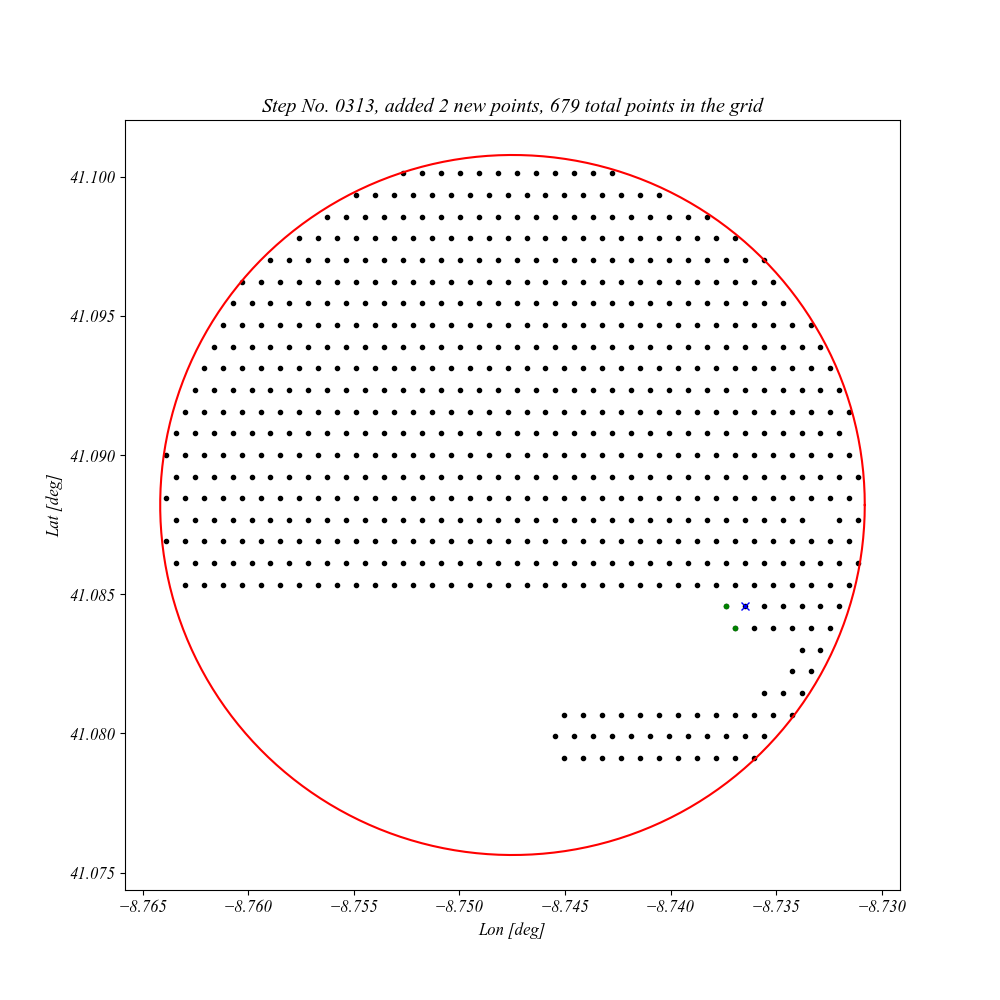 Step No. 0313, added 2 new points, 679 total points in the grid
41.100
41.095
41.090
41.085
41.080
41.075
Lat [deg]
−8.765 −8.760 −8.755 −8.750 −8.745 −8.740 −8.735 −8.730
Lon [deg]